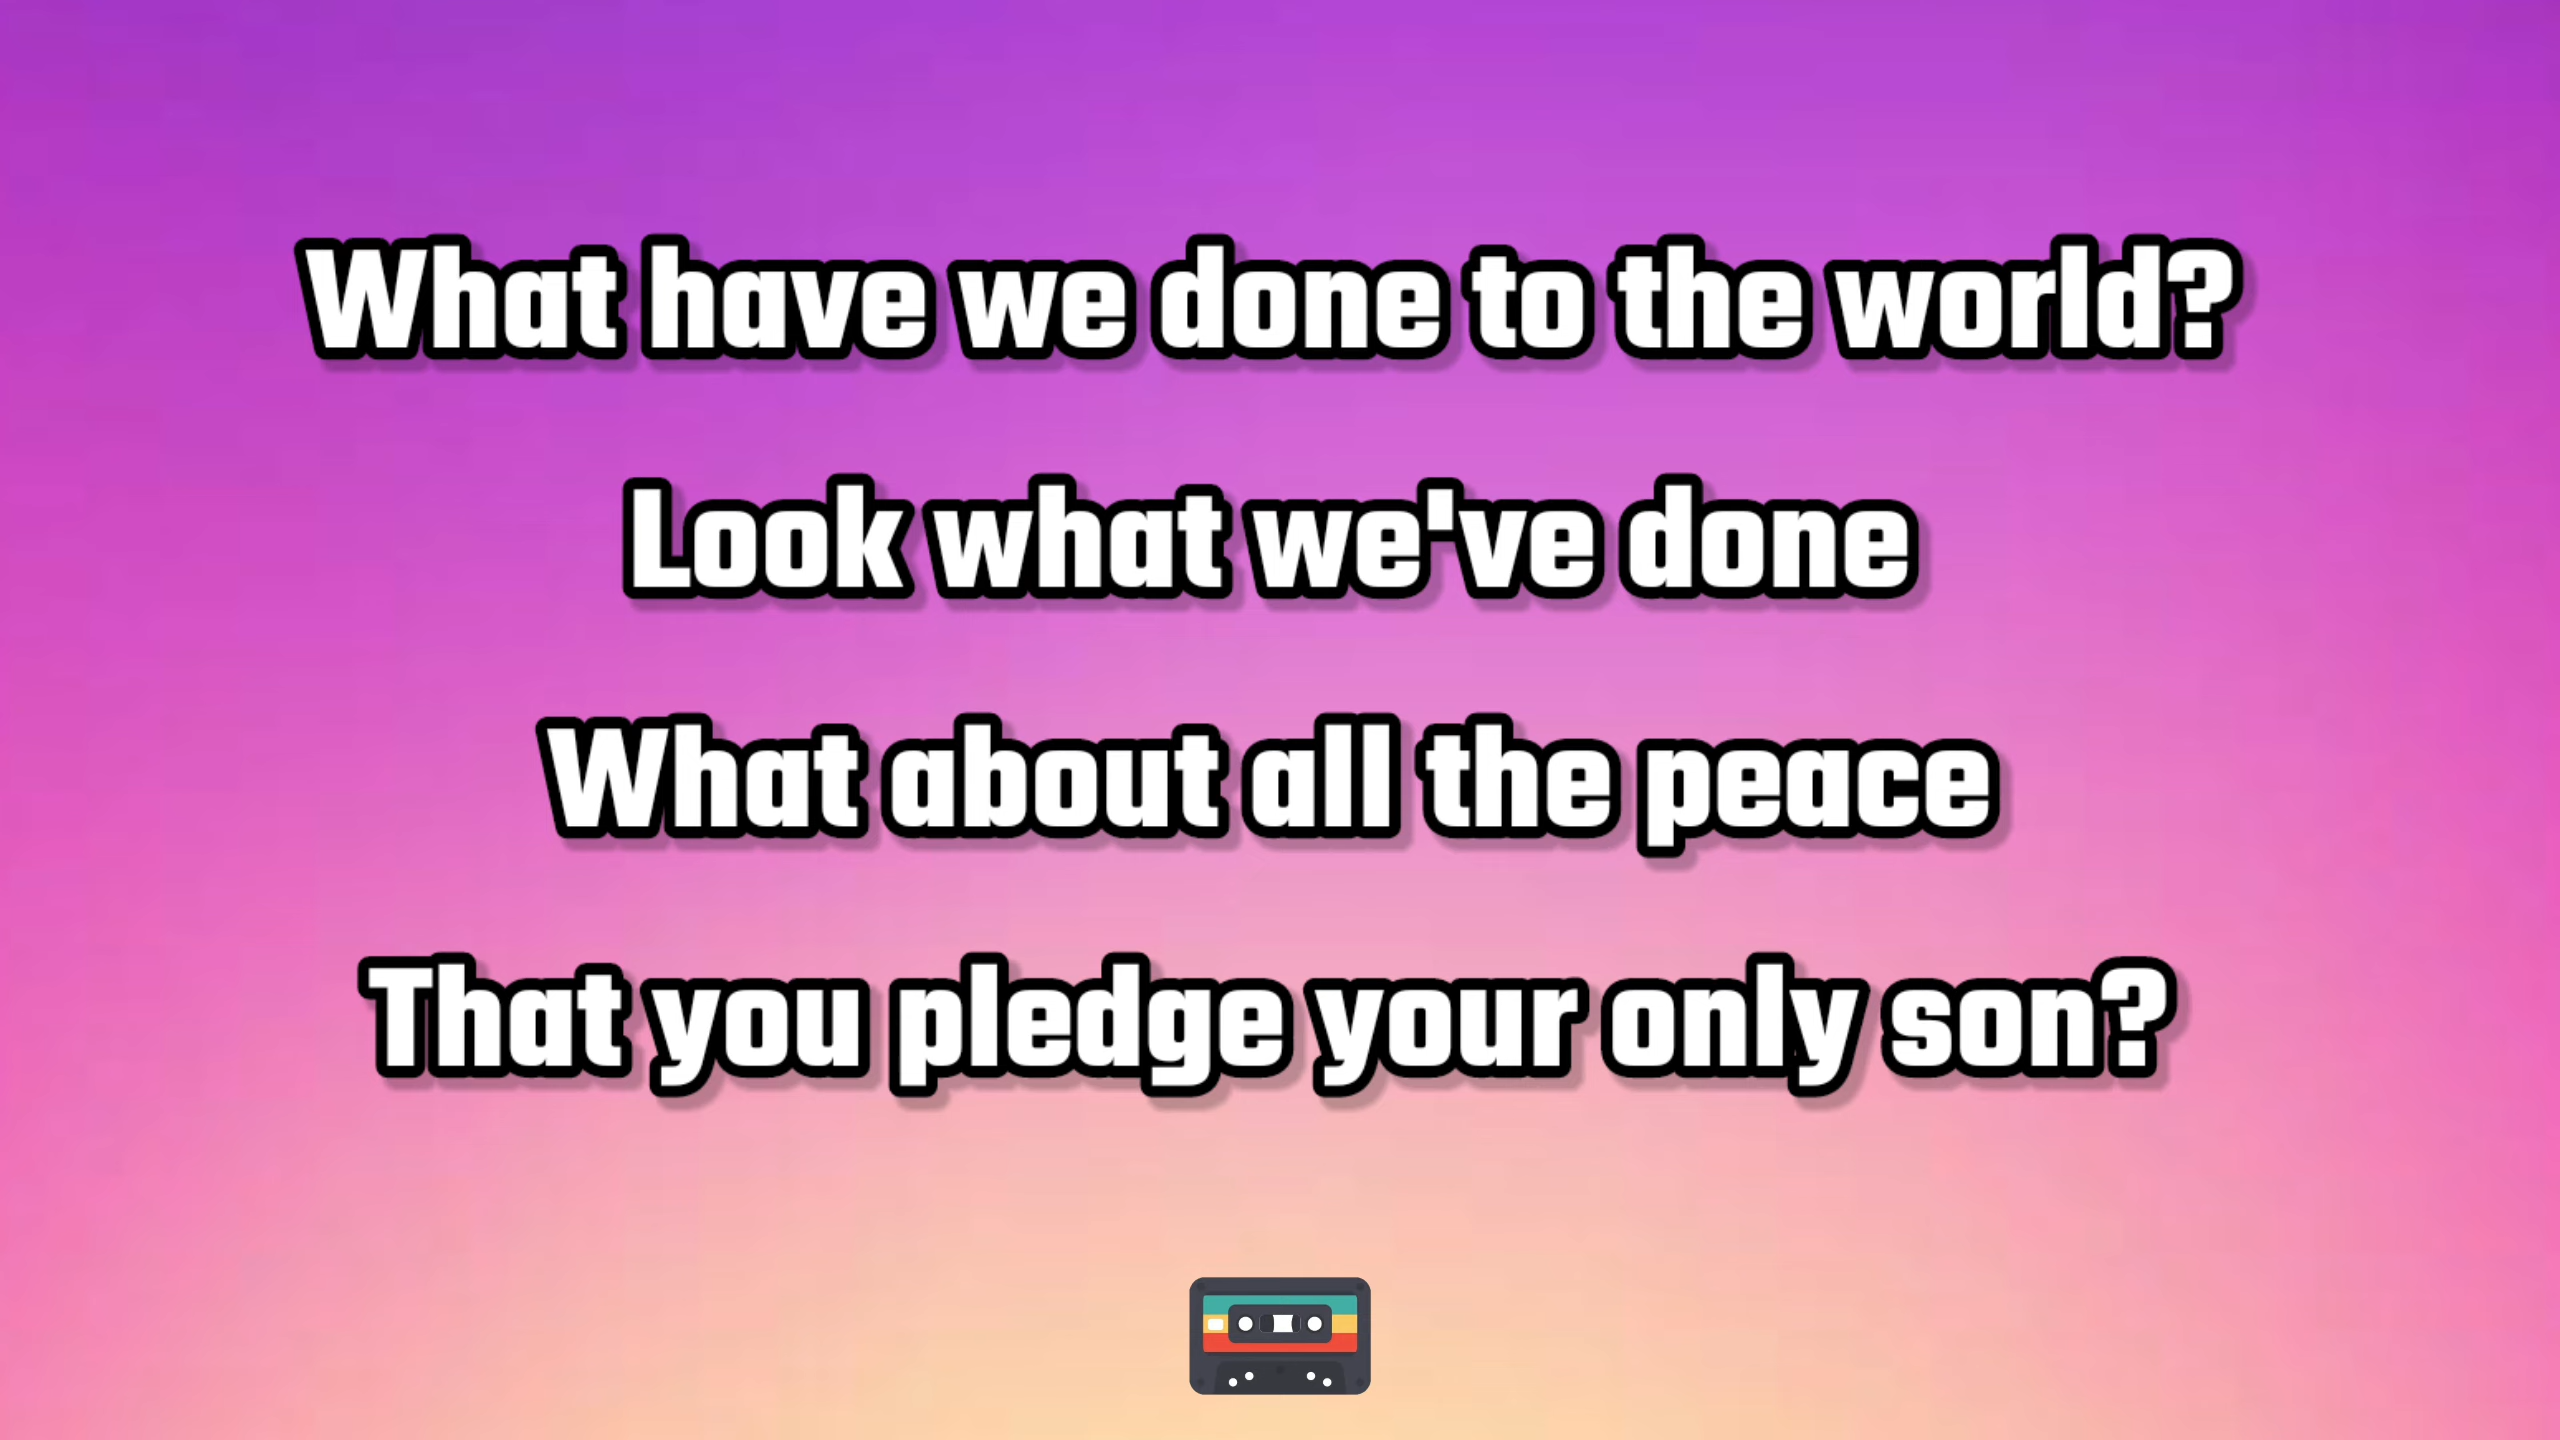 What have we done to the world?
Look what we've done
What about all the peace
That you pledge your only son?